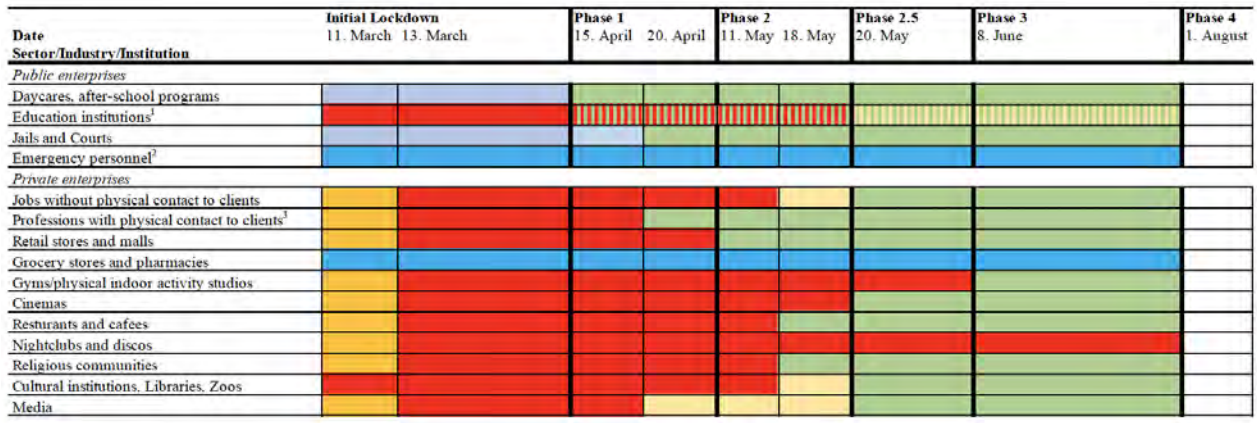 Initial Lockdown Phase 1 Phase 2 Phase 2.5 Phase 3 Phase 4
Date 11. March 13. March 15. April 20. April 11. May 18. May 20. May 8. June 1. August
Sector/Industry/Institution
Public enterprises
Daycares, after-school programs
Education institutions¹
Jails and Courts
Emergency personnel²
Private enterprises
Jobs without physical contact to clients
Professions with physical contact to clients³
Retail stores and malls
Grocery stores and pharmacies
Gyms/physical indoor activity studios
Cinemas
Resturants and cafees
Nightclubs and discos
Religious communities
Cultural institutions, Libraries, Zoos
Media